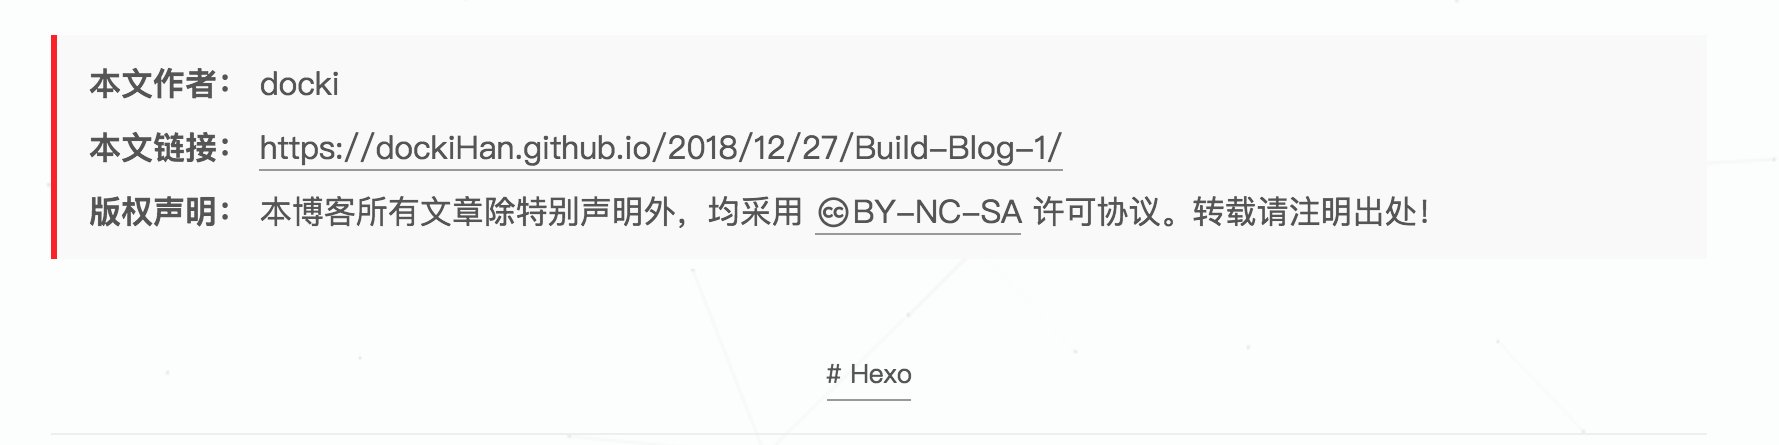 本文作者： docki
本文链接： https://dockiHan.github.io/2018/12/27/Build-Blog-1/
版权声明： 本博客所有文章除特别声明外，均采用 🅭BY-NC-SA 许可协议。转载请注明出处！
# Hexo